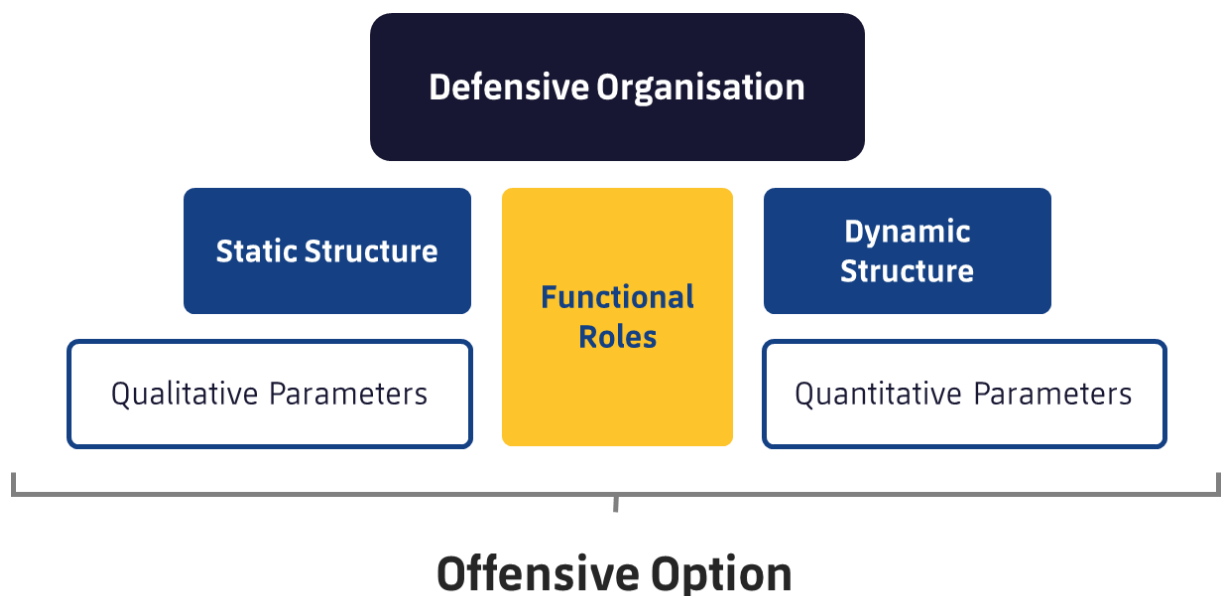 Defensive Organisation
Static Structure
Functional
Roles
Dynamic
Structure
Qualitative Parameters
Quantitative Parameters
Offensive Option